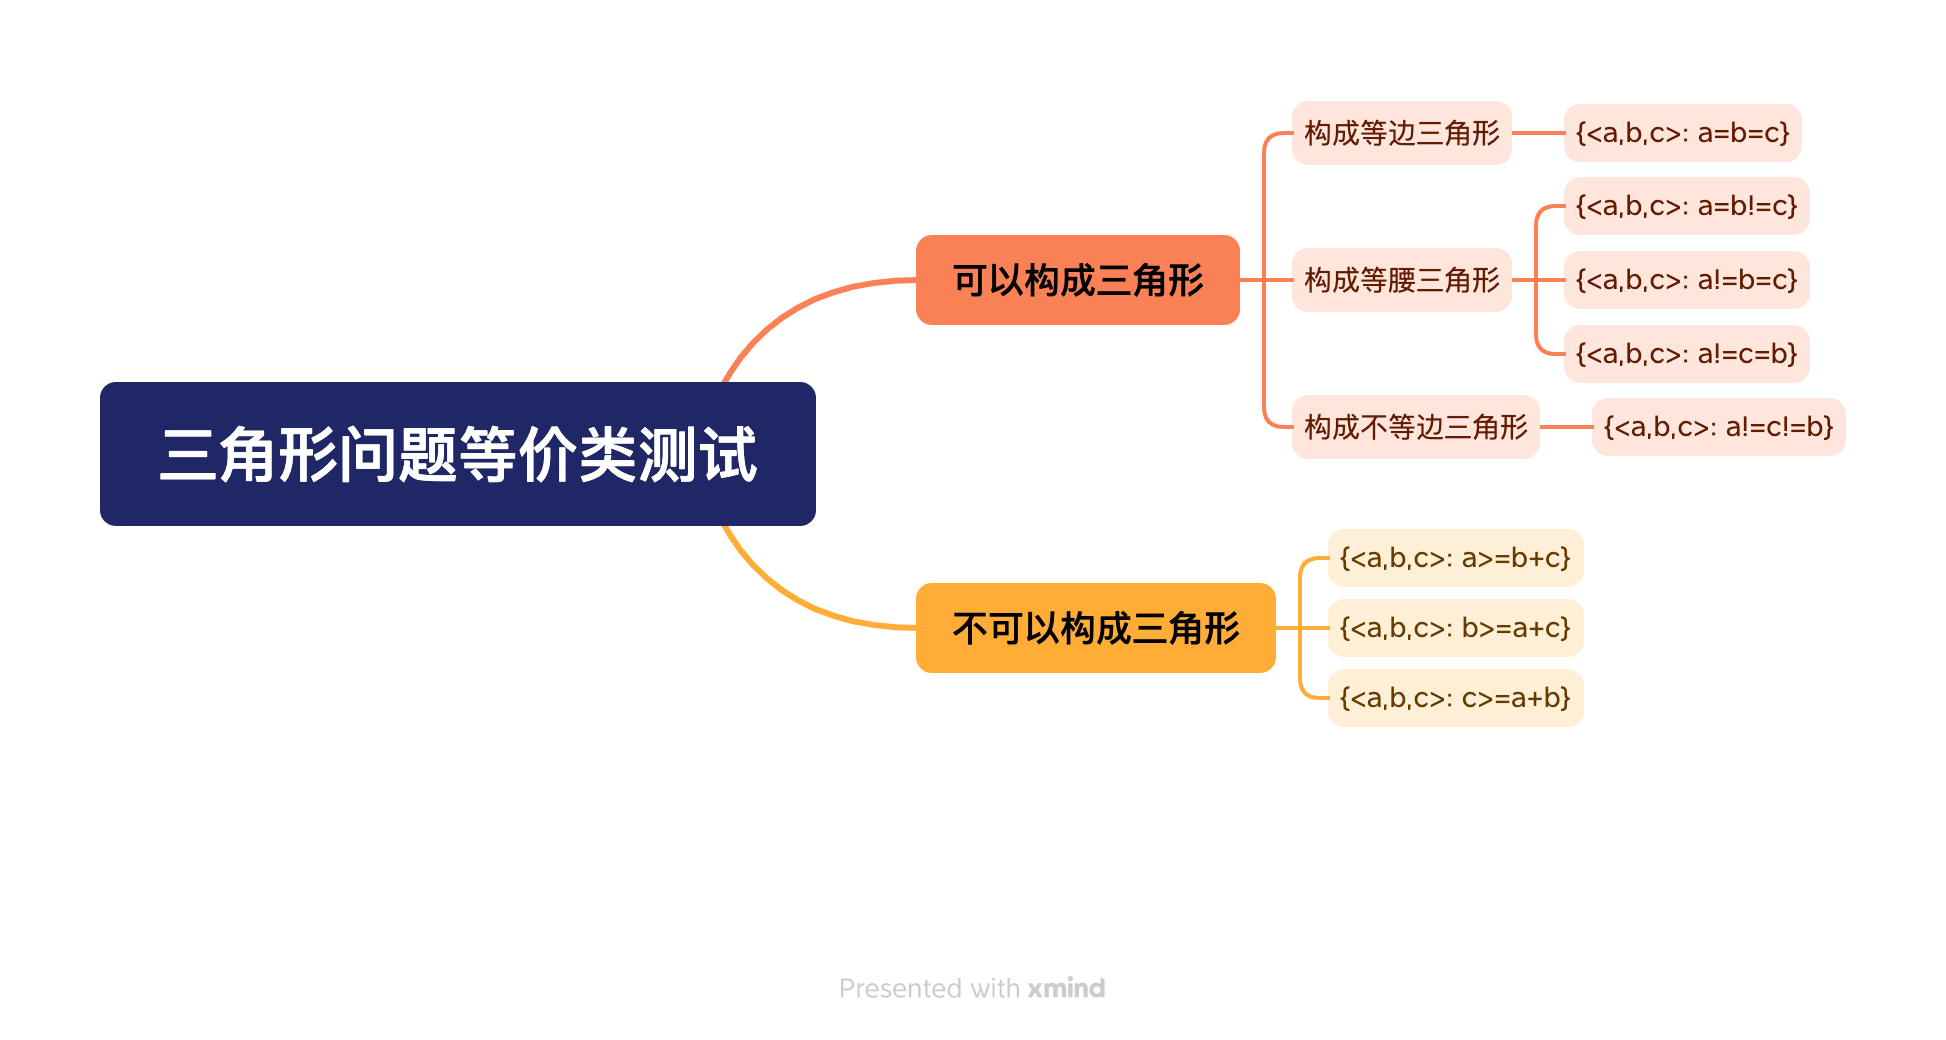 三角形问题等价类测试
可以构成三角形
构成等边三角形
{<a,b,c>: a=b=c}
构成等腰三角形
{<a,b,c>: a=b!=c}
{<a,b,c>: a!=b=c}
{<a,b,c>: a!=c=b}
构成不等边三角形
{<a,b,c>: a!=c!=b}
不可以构成三角形
{<a,b,c>: a>=b+c}
{<a,b,c>: b>=a+c}
{<a,b,c>: c>=a+b}
Presented with xmind